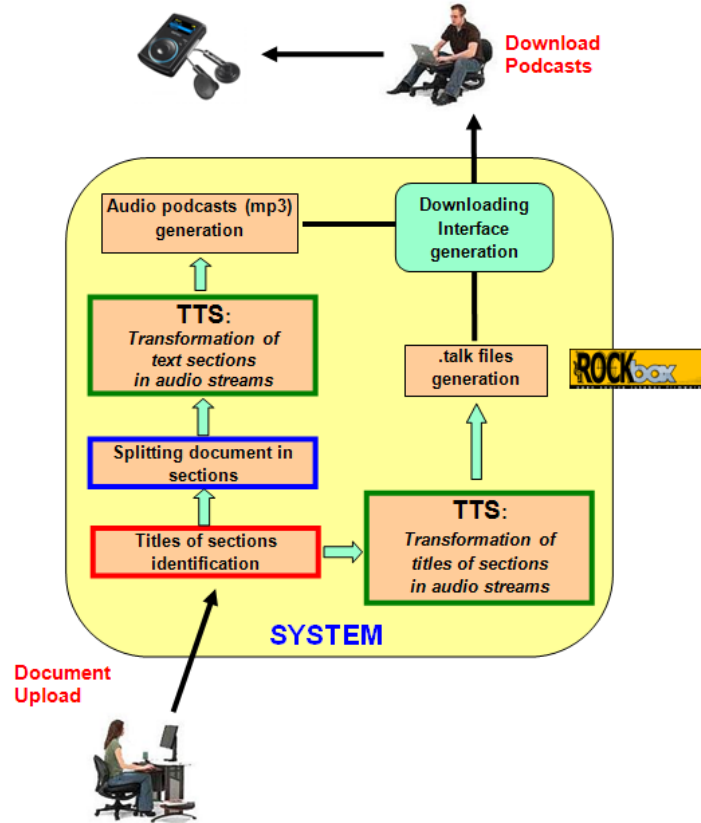 Download
Podcasts
Audio podcasts (mp3)
generation
Downloading
Interface
generation
TTS:
Transformation of
text sections
in audio streams
.talk files
generation
ROCKbox
Splitting document in
sections
TTS:
Transformation of
titles of sections
in audio streams
Titles of sections
identification
SYSTEM
Document
Upload